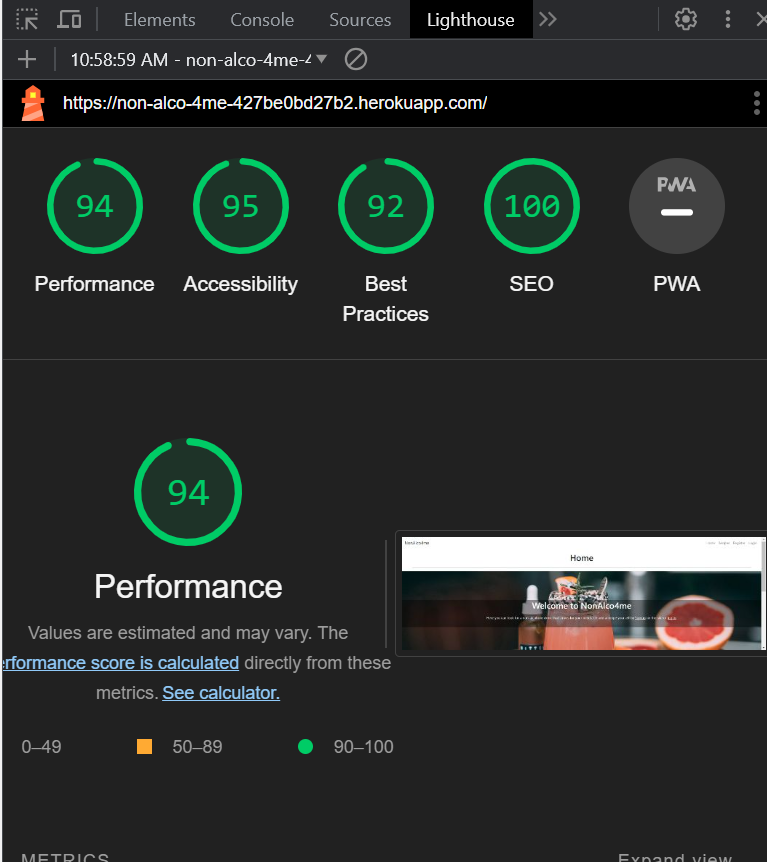 Elements Console Sources Lighthouse
10:58:59 AM - non-alco-4me-4
https://non-alco-4me-427be0bd27b2.herokuapp.com/
94 95 92 100 PWA
Performance Accessibility Best Practices SEO PWA
94
Performance
Values are estimated and may vary. The
erformance score is calculated directly from these
metrics. See calculator.
NonAlco4me
Home
Welcome to NonAlco4me
0–49 50–89 90–100
METRICS Expand view